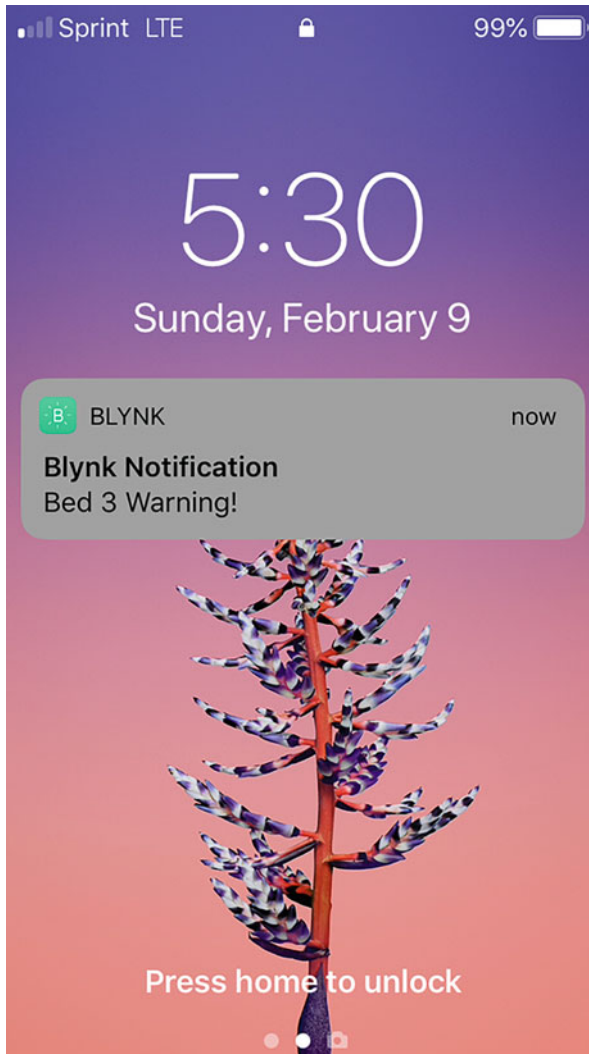 Sprint LTE 99%
5:30
Sunday, February 9
B BLYNK now
Blynk Notification
Bed 3 Warning!
Press home to unlock